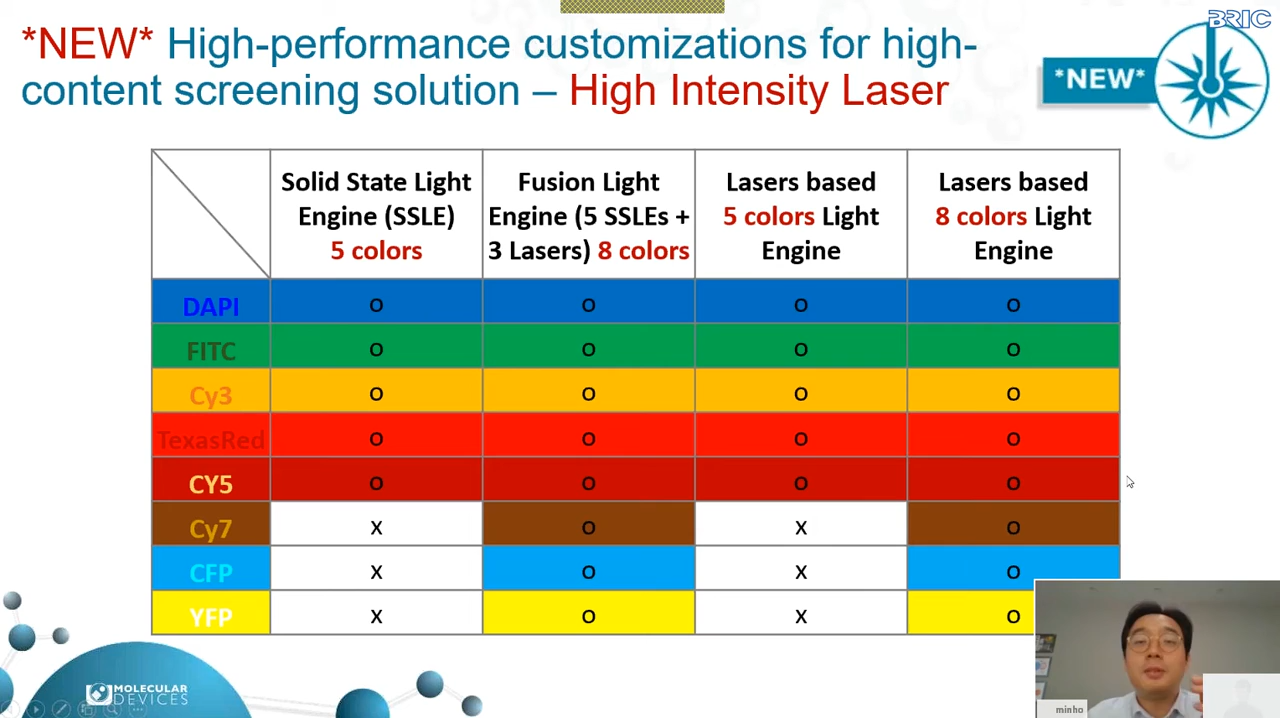 BRIC
*NEW* High-performance customizations for high-
content screening solution – High Intensity Laser
*NEW*
Solid State Light
Engine (SSLE)
5 colors
Fusion Light
Engine (5 SSLEs +
3 Lasers) 8 colors
Lasers based
5 colors Light
Engine
Lasers based
8 colors Light
Engine
DAPI O O O O
FITC O O O O
Cy3 O O O O
TexasRed O O O O
CY5 O O O O
Cy7 X O X O
CFP X O X O
YFP X O X O
MOLECULAR
DEVICES
minho